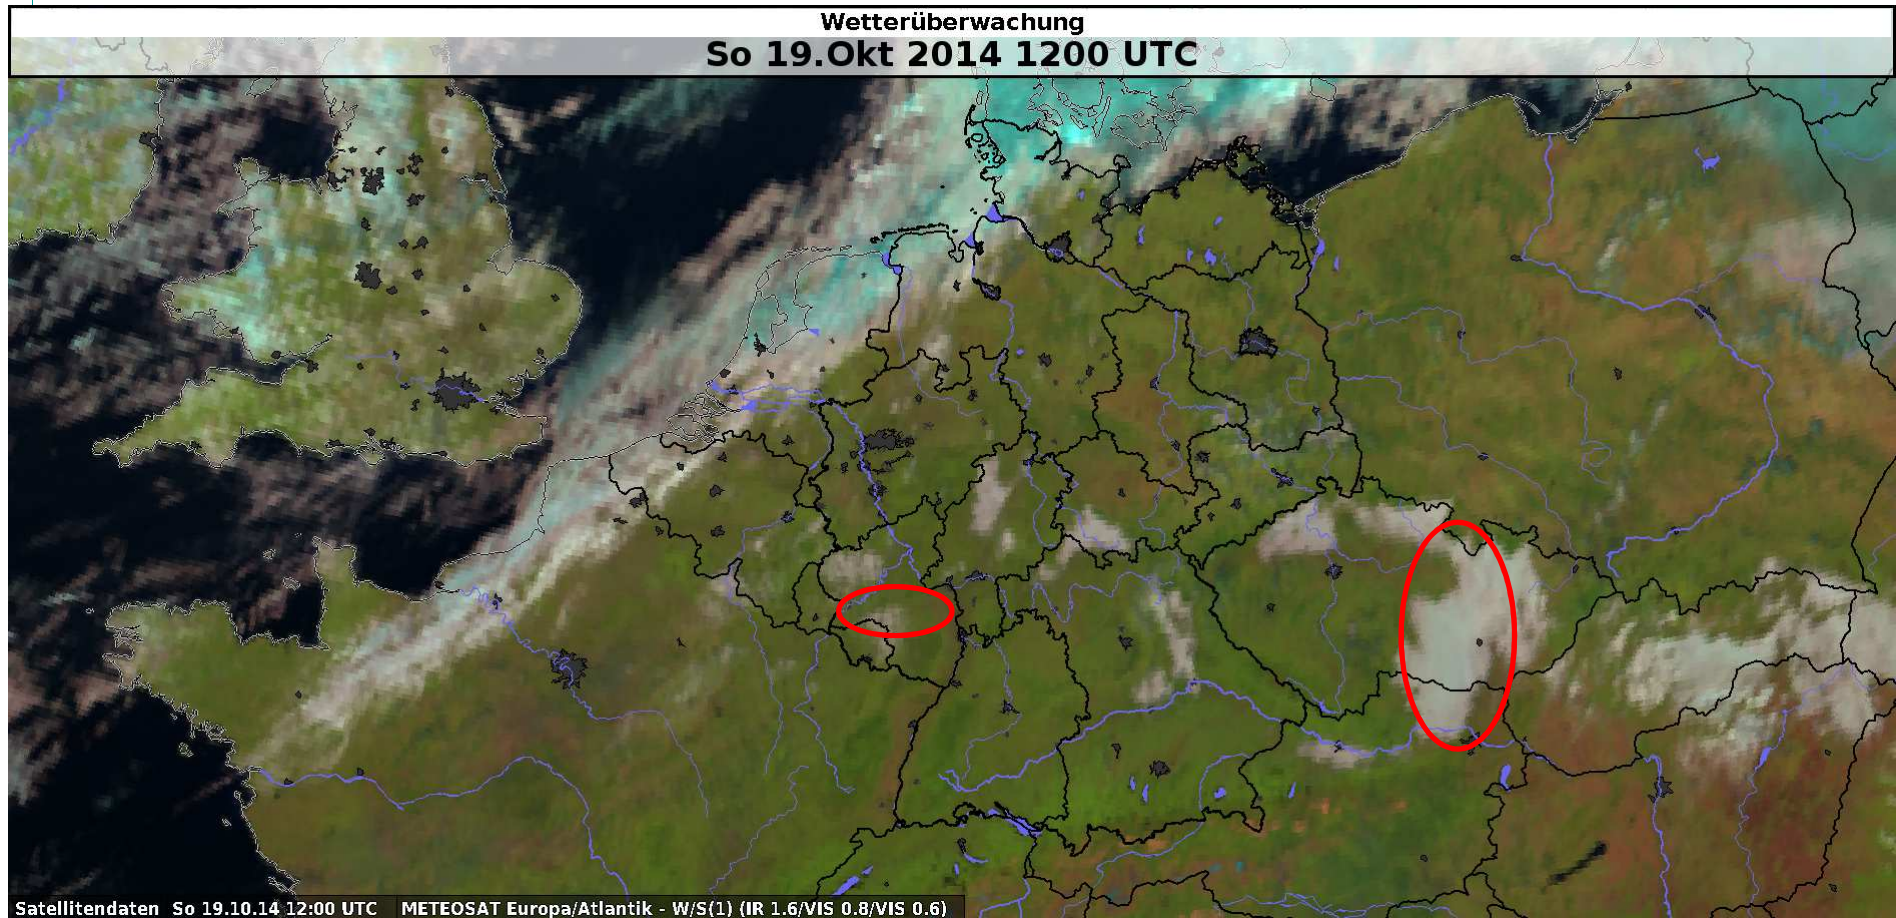 Wetterüberwachung
So 19.Okt 2014 1200 UTC
Satellitendaten So 19.10.14 12:00 UTC METEOSAT Europa/Atlantik - W/S(1) (IR 1.6/VIS 0.8/VIS 0.6)